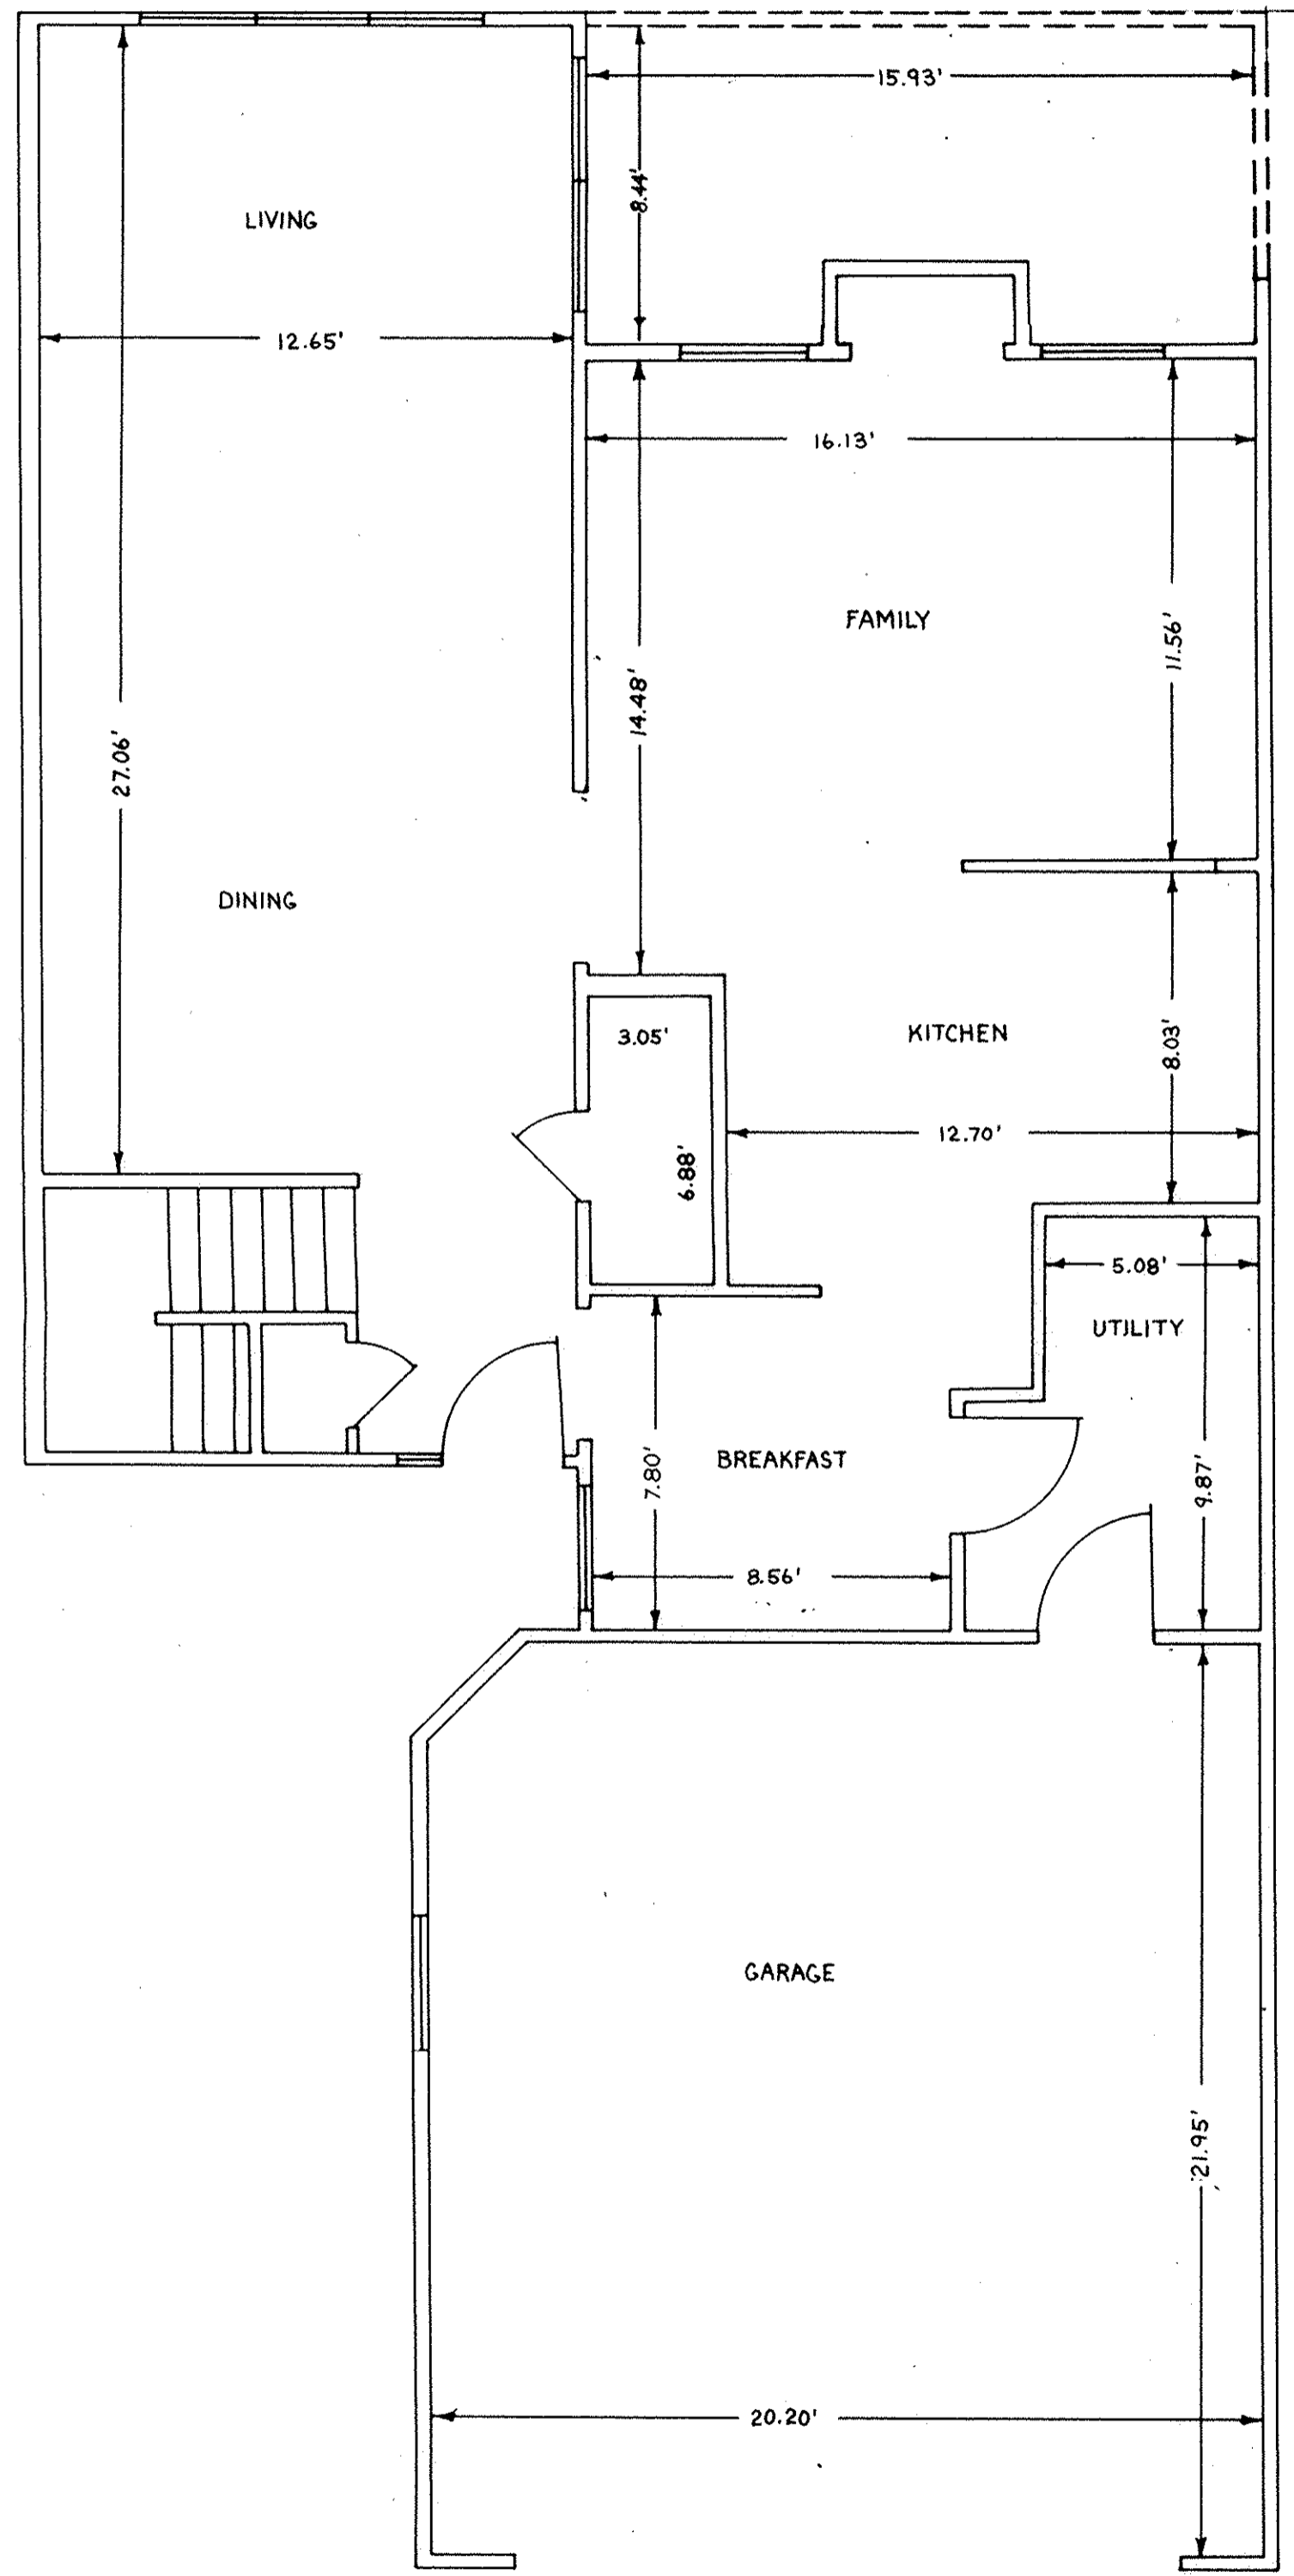 15.93'
8.44'
LIVING
12.65'
16.13'
FAMILY
11.56'
14.48'
27.06'
DINING
3.05'
KITCHEN
8.03'
12.70'
6.88'
5.08'
UTILITY
BREAKFAST
7.80'
9.87'
8.56'
GARAGE
21.95'
20.20'